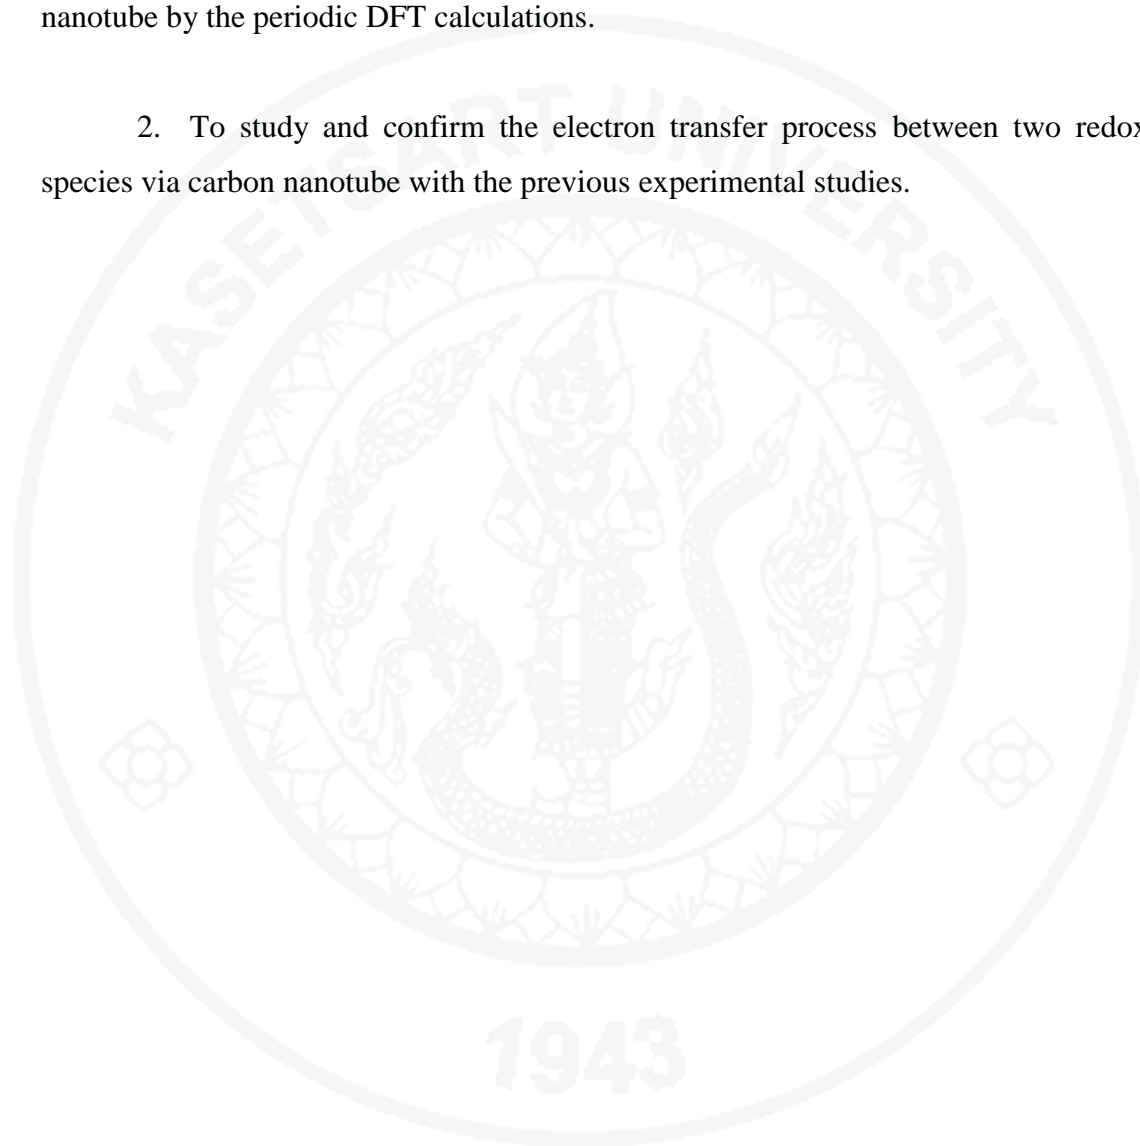 nanotube by the periodic DFT calculations.
2. To study and confirm the electron transfer process between two redox
species via carbon nanotube with the previous experimental studies.
KASETSART UNIVERSITY
1943